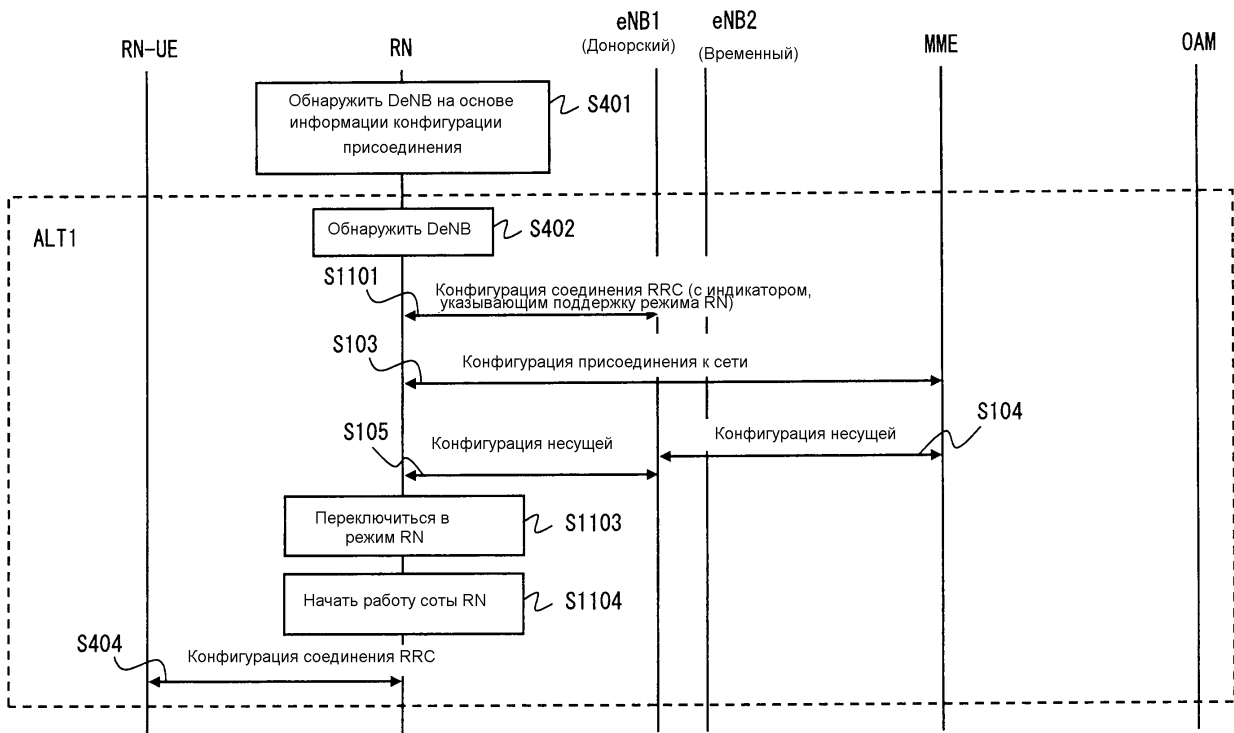 RN-UE
RN
eNB1
(Донорский)
eNB2
(Временный)
MME
OAM
Обнаружить DeNB на основе
информации конфигурации
присоединения
S401
ALT1
Обнаружить DeNB
S402
S1101
Конфигурация соединения RRC (с индикатором,
указывающим поддержку режима RN)
S103
Конфигурация присоединения к сети
S104
S105
Конфигурация несущей
Конфигурация несущей
Переключиться в
режим RN
S1103
Начать работу соты RN
S1104
S404
Конфигурация соединения RRC